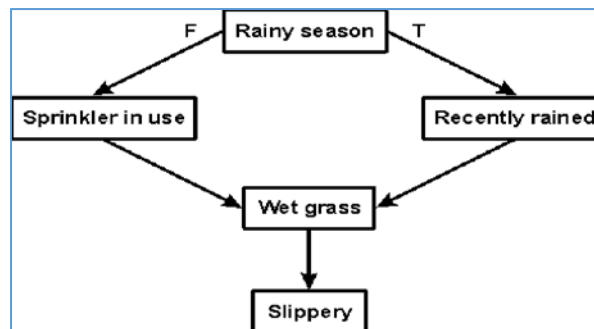 F
Rainy season
T
Sprinkler in use
Recently rained
Wet grass
Slippery